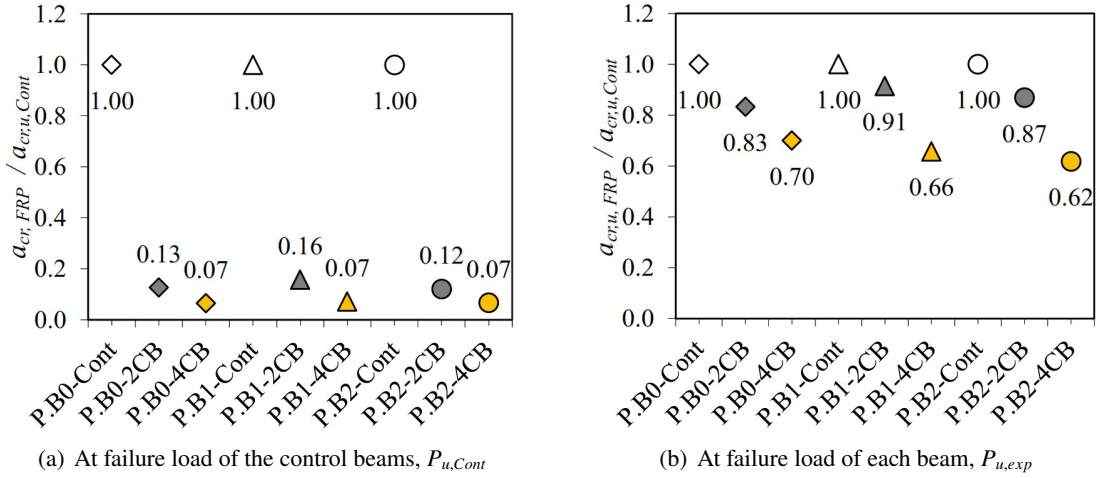 a_cr, FRP / a_cr,u,Cont
1.2
1.0
0.8
0.6
0.4
0.2
0.0
1.00
1.00
1.00
0.13
0.07
0.16
0.07
0.12
0.07
P.B0-Cont
P.B0-2CB
P.B0-4CB
P.B1-Cont
P.B1-2CB
P.B1-4CB
P.B2-Cont
P.B2-2CB
P.B2-4CB
(a) At failure load of the control beams, P_u,Cont
a_cr,u, FRP / a_cr,u,Cont
1.2
1.0
0.8
0.6
0.4
0.2
0.0
1.00
0.83
0.70
1.00
0.91
0.66
1.00
0.87
0.62
P.B0-Cont
P.B0-2CB
P.B0-4CB
P.B1-Cont
P.B1-2CB
P.B1-4CB
P.B2-Cont
P.B2-2CB
P.B2-4CB
(b) At failure load of each beam, P_u,exp